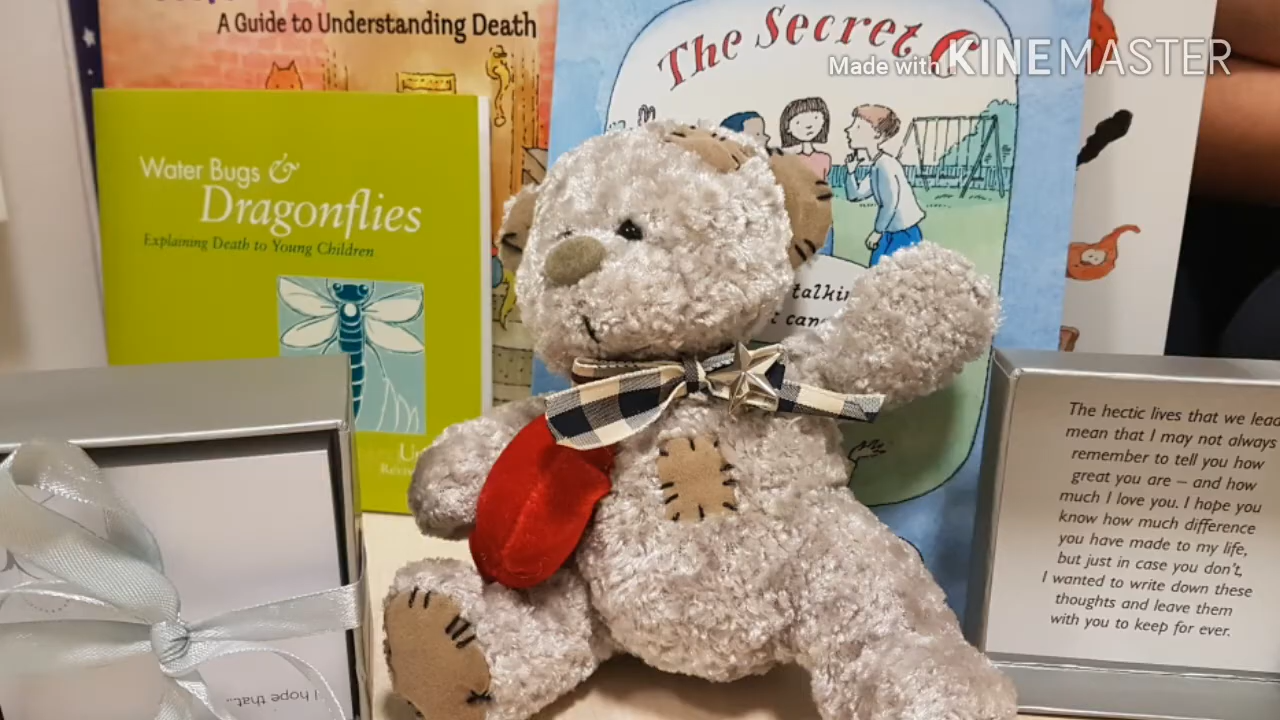 A Guide to Understanding Death
The Secret C
Made with KINEMASTER
Water Bugs &
Dragonflies
Explaining Death to Young Children
talkin
can
The hectic lives that we lead
mean that I may not always
remember to tell you how
great you are – and how
much I love you. I hope you
know how much difference
you have made to my life,
but just in case you don't,
I wanted to write down these
thoughts and leave them
with you to keep for ever.
I hope that...